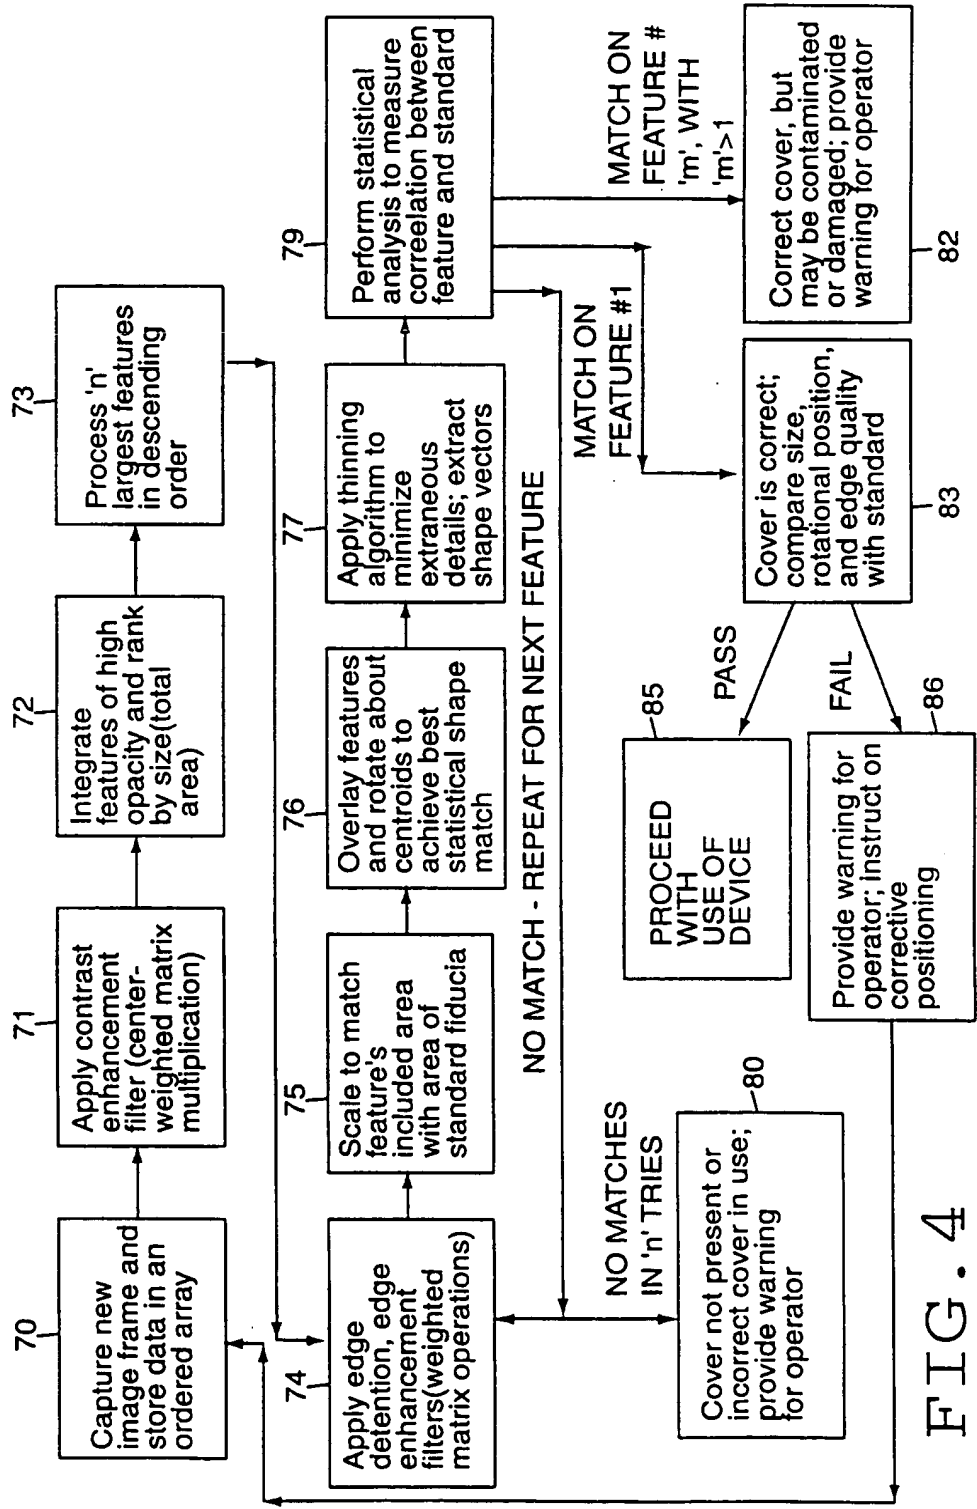 70
Capture new
image frame and
store data in an
ordered array
71
Apply contrast
enhancement
filter (center-
weighted matrix
multiplication)
72
Integrate
features of high
opacity and rank
by size(total
area)
73
Process 'n'
largest features
in descending
order
74
Apply edge
detention, edge
enhancement
filters(weighted
matrix operations)
75
Scale to match
feature's
included area
with area of
standard fiducia
76
Overlay features
and rotate about
centroids to
achieve best
statistical shape
match
77
Apply thinning
algorithm to
minimize
extraneous
details; extract
shape vectors
79
Perform statistical
analysis to measure
correelation between
feature and standard
NO MATCH - REPEAT FOR NEXT FEATURE
MATCH ON
FEATURE #1
MATCH ON
FEATURE #
'm', WITH
'm'>1
NO MATCHES
IN 'n' TRIES
80
Cover not present or
incorrect cover in use;
provide warning
for operator
85
PROCEED
WITH
USE OF
DEVICE
PASS
FAIL
86
Provide warning for
operator; instruct on
corrective
positioning
83
Cover is correct;
compare size,
rotational position,
and edge quality
with standard
82
Correct cover, but
may be contaminated
or damaged; provide
warning for operator
FIG. 4